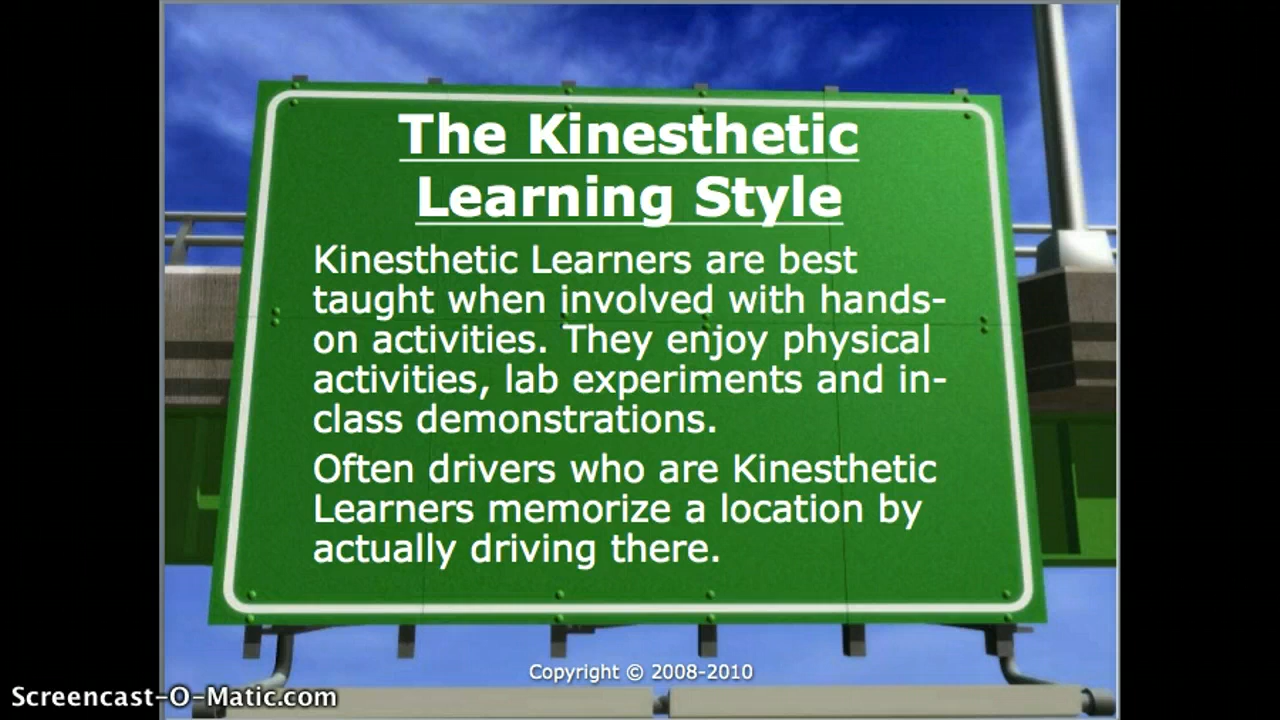 The Kinesthetic
Learning Style
Kinesthetic Learners are best
taught when involved with hands-
on activities. They enjoy physical
activities, lab experiments and in-
class demonstrations.
Often drivers who are Kinesthetic
Learners memorize a location by
actually driving there.
Copyright © 2008-2010
Screencast-O-Matic.com